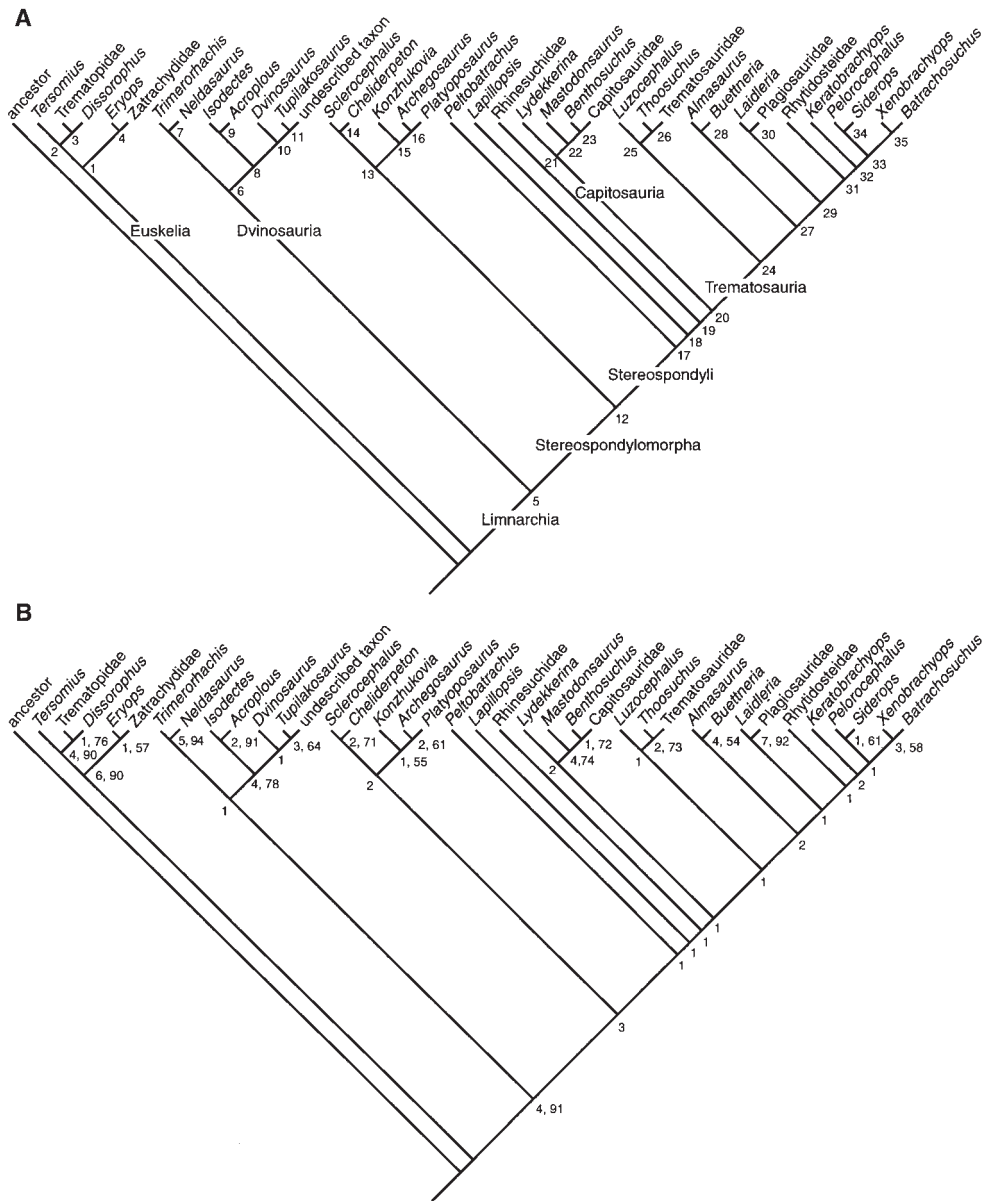 A
ancestor
Tersomius
Trematopidae
Dissorophus
Eryops
Zatrachydidae
Trimerorhachis
Neldasaurus
Isodectes
Acroplous
Dvinosaurus
Tupilakosaurus
undescribed taxon
Sclerocephalus
Cheliderpeton
Konzhukovia
Archegosaurus
Platyoposaurus
Peltobatrachus
Lapillopsis
Rhinesuchidae
Lydekkerina
Mastodonsaurus
Benthosuchus
Capitosauridae
Luzocephalus
Thoosuchus
Trematosauridae
Almasaurus
Buettneria
Laidleria
Plagiosauridae
Rhytidosteidae
Keratobrachyops
Pelorocephalus
Siderops
Xenobrachyops
Batrachosuchus
2
3
4
1
7
9
11
10
8
6
14
16
15
13
23
22
21
26
25
28
30
34
35
33
32
31
29
27
Capitosauria
Euskelia
Dvinosauria
24
Trematosauria
20
19
18
17
Stereospondyli
12
Stereospondylomorpha
5
Limnarchia
B
ancestor
Tersomius
Trematopidae
Dissorophus
Eryops
Zatrachydidae
Trimerorhachis
Neldasaurus
Isodectes
Acroplous
Dvinosaurus
Tupilakosaurus
undescribed taxon
Sclerocephalus
Cheliderpeton
Konzhukovia
Archegosaurus
Platyoposaurus
Peltobatrachus
Lapillopsis
Rhinesuchidae
Lydekkerina
Mastodonsaurus
Benthosuchus
Capitosauridae
Luzocephalus
Thoosuchus
Trematosauridae
Almasaurus
Buettneria
Laidleria
Plagiosauridae
Rhytidosteidae
Keratobrachyops
Pelorocephalus
Siderops
Xenobrachyops
Batrachosuchus
1, 76
4, 90
1, 57
6, 90
5, 94
2, 91
3, 64
1
4, 78
1
2, 71
2, 61
1, 55
2
1, 72
4,74
2
2, 73
1
4, 54
7, 92
1, 61
3, 58
1
2
1
1
2
1
1
1
1
1
3
4, 91